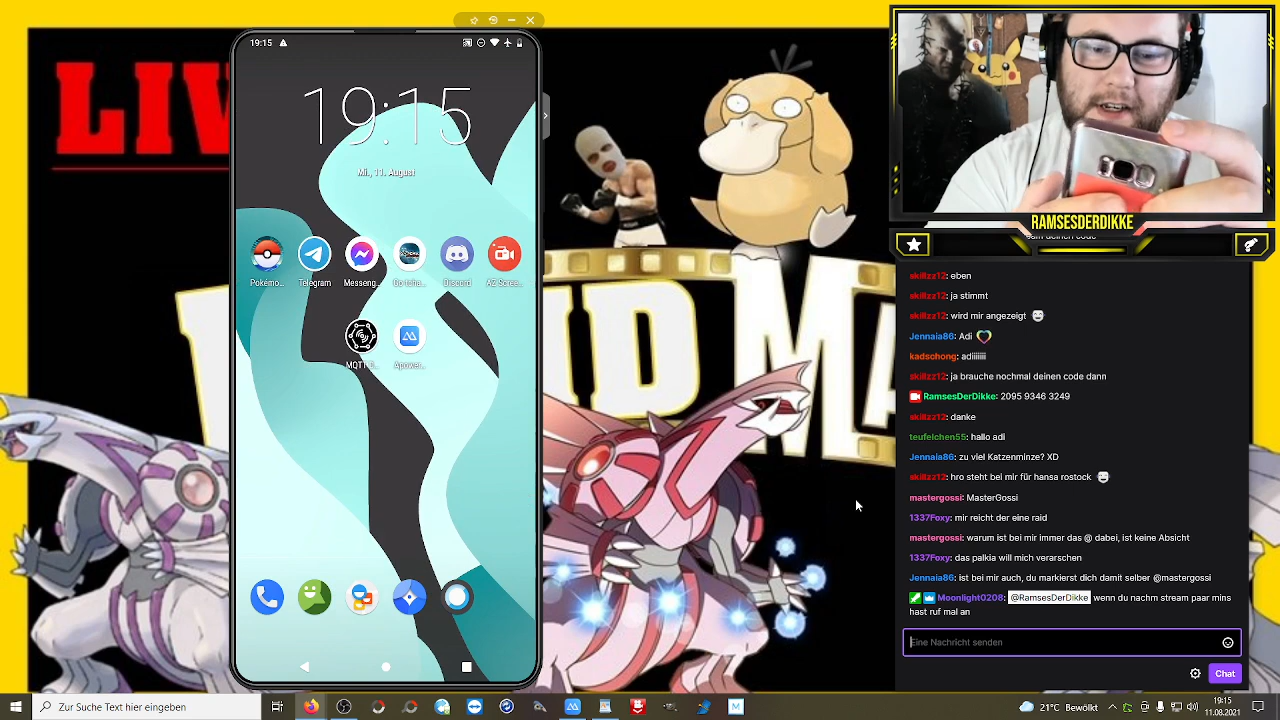 19:15
LIV
19:15
Mi., 11. August
Telegram
Messeng...
Discord
MQTT D...
Apower...
RAMSESDERDIKKE
skillzz12: eben
skillzz12: ja stimmt
skillzz12: wird mir angezeigt
Jennaia86: Adi
kadschong: adiiiiiii
skillzz12: ja brauche nochmal deinen code dann
RamsesDerDikke: 2095 9346 3249
skillzz12: danke
teufelchen55: hallo adi
Jennaia86: zu viel Katzenminze? XD
skillzz12: hro steht bei mir für hansa rostock
mastergossi: MasterGossi
1337Foxy: mir reicht der eine raid
mastergossi: warum ist bei mir immer das @ dabei, ist keine Absicht
1337Foxy: das palkia will mich verarschen
Jennaia86: ist bei mir auch, du markierst dich damit selber @mastergossi
Moonlight0208: @RamsesDerDikke wenn du nachm stream paar mins
hast ruf mal an
Eine Nachricht senden
Chat
Zur Suche Text hier eingeben
19:15
11.08.2021